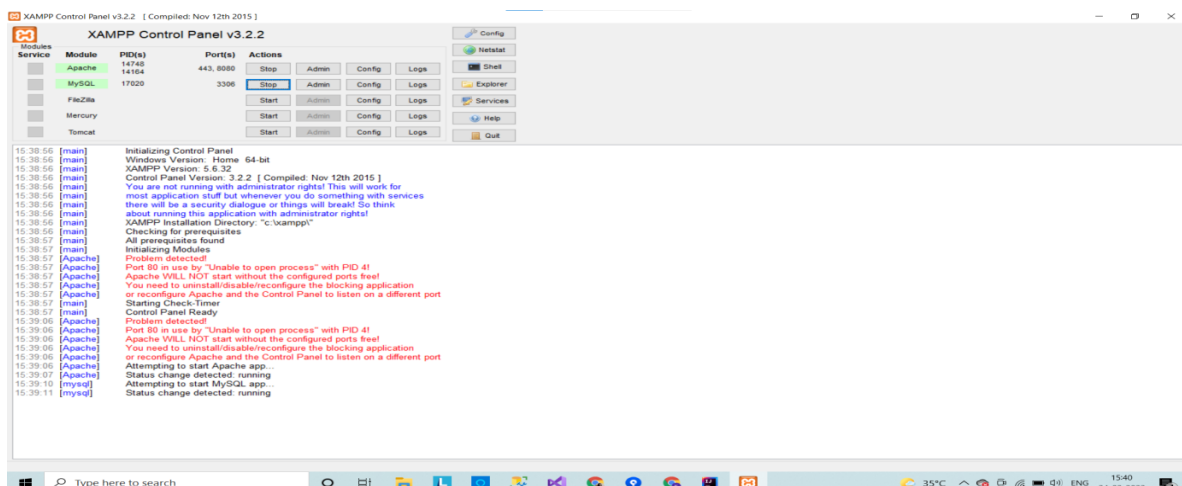 XAMPP Control Panel v3.2.2 [ Compiled: Nov 12th 2015 ]
XAMPP Control Panel v3.2.2
Config
Modules
Service Module PID(s) Port(s) Actions
Netstat
Apache 14748 14164 443, 8080 Stop Admin Config Logs
Shell
MySQL 17020 3306 Stop Admin Config Logs
Explorer
FileZilla Start Admin Config Logs
Services
Mercury Start Admin Config Logs
Help
Tomcat Start Admin Config Logs
Quit
15:38:56 [main] Initializing Control Panel
15:38:56 [main] Windows Version: Home 64-bit
15:38:56 [main] XAMPP Version: 5.6.32
15:38:56 [main] Control Panel Version: 3.2.2 [ Compiled: Nov 12th 2015 ]
15:38:56 [main] You are not running with administrator rights! This will work for
15:38:56 [main] most application stuff but whenever you do something with services
15:38:56 [main] there will be a security dialogue or things will break! So think
15:38:56 [main] about running this application with administrator rights!
15:38:56 [main] XAMPP Installation Directory: "c:\xampp\"
15:38:56 [main] Checking for prerequisites
15:38:57 [main] All prerequisites found
15:38:57 [main] Initializing Modules
15:38:57 [Apache] Problem detected!
15:38:57 [Apache] Port 80 in use by "Unable to open process" with PID 4!
15:38:57 [Apache] Apache WILL NOT start without the configured ports free!
15:38:57 [Apache] You need to uninstall/disable/reconfigure the blocking application
15:38:57 [Apache] or reconfigure Apache and the Control Panel to listen on a different port
15:38:57 [main] Starting Check-Timer
15:38:57 [main] Control Panel Ready
15:39:06 [Apache] Problem detected!
15:39:06 [Apache] Port 80 in use by "Unable to open process" with PID 4!
15:39:06 [Apache] Apache WILL NOT start without the configured ports free!
15:39:06 [Apache] You need to uninstall/disable/reconfigure the blocking application
15:39:06 [Apache] or reconfigure Apache and the Control Panel to listen on a different port
15:39:06 [Apache] Attempting to start Apache app...
15:39:07 [Apache] Status change detected: running
15:39:10 [mysql] Attempting to start MySQL app...
15:39:11 [mysql] Status change detected: running
Type here to search
35°C
ENG
15:40